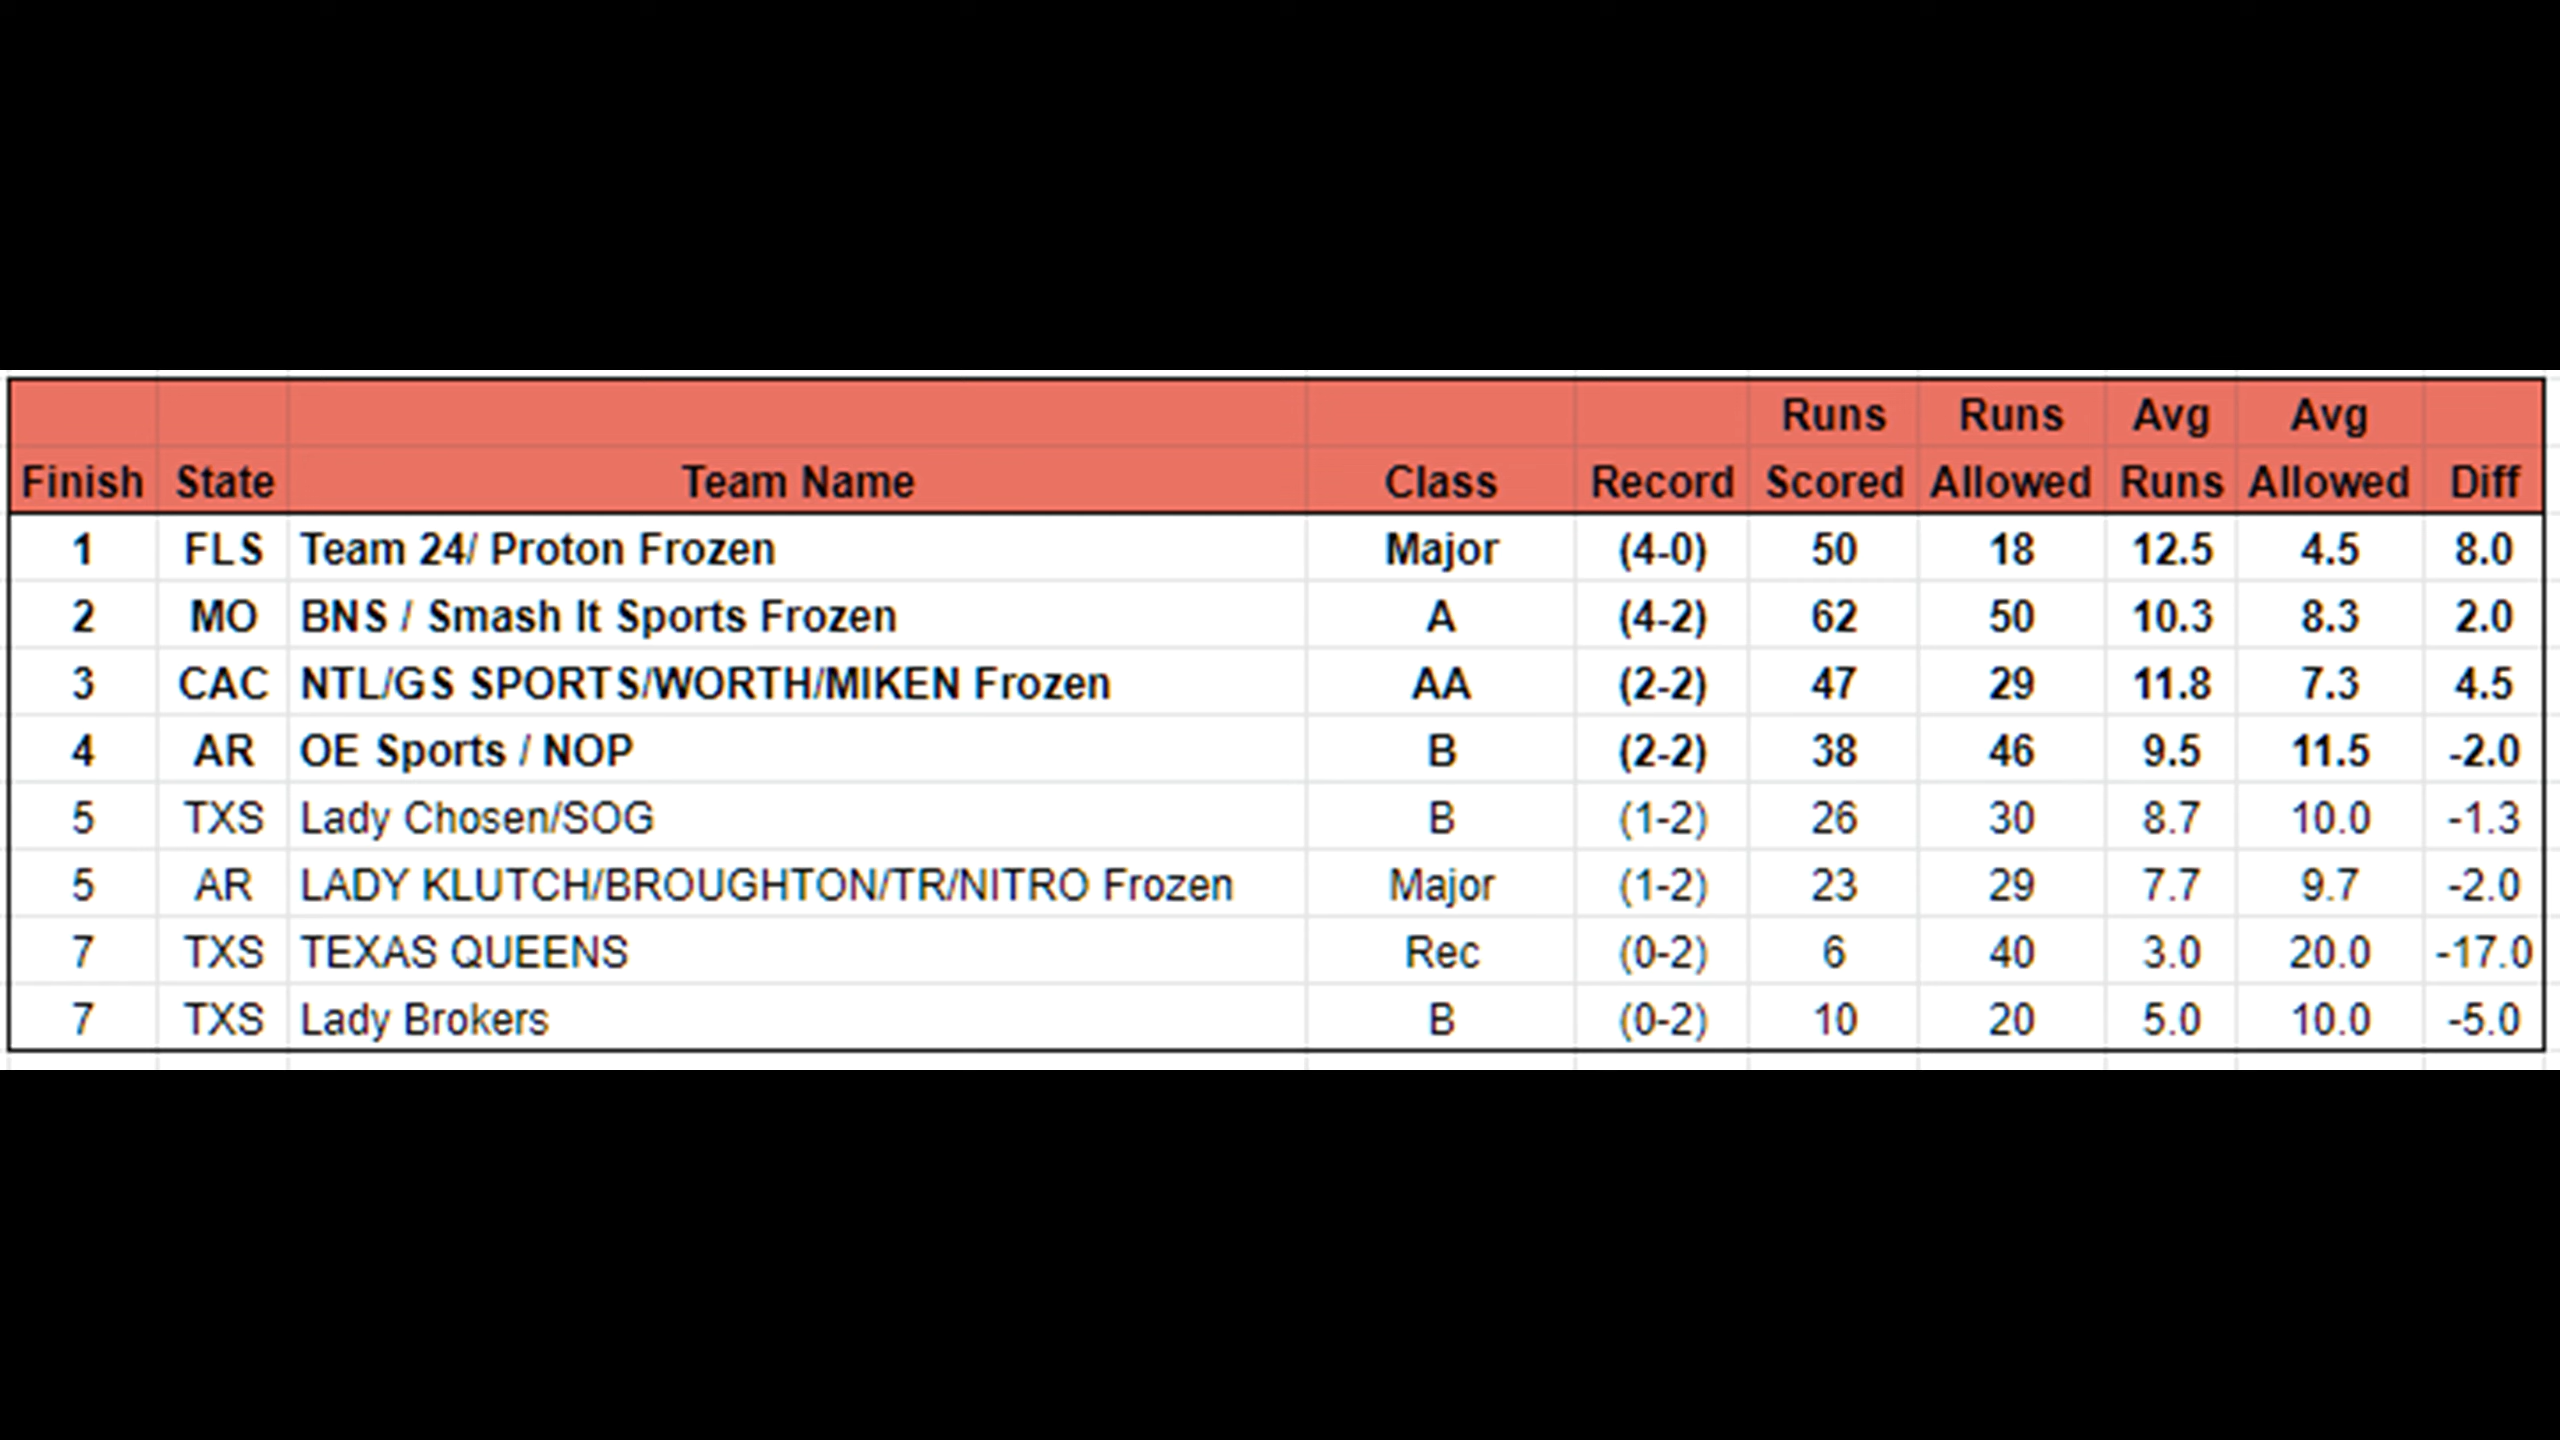 Runs Runs Avg Avg
Finish State Team Name Class Record Scored Allowed Runs Allowed Diff
1 FLS Team 24/ Proton Frozen Major (4-0) 50 18 12.5 4.5 8.0
2 MO BNS / Smash It Sports Frozen A (4-2) 62 50 10.3 8.3 2.0
3 CAC NTL/GS SPORTS/WORTH/MIKEN Frozen AA (2-2) 47 29 11.8 7.3 4.5
4 AR OE Sports / NOP B (2-2) 38 46 9.5 11.5 -2.0
5 TXS Lady Chosen/SOG B (1-2) 26 30 8.7 10.0 -1.3
5 AR LADY KLUTCH/BROUGHTON/TR/NITRO Frozen Major (1-2) 23 29 7.7 9.7 -2.0
7 TXS TEXAS QUEENS Rec (0-2) 6 40 3.0 20.0 -17.0
7 TXS Lady Brokers B (0-2) 10 20 5.0 10.0 -5.0